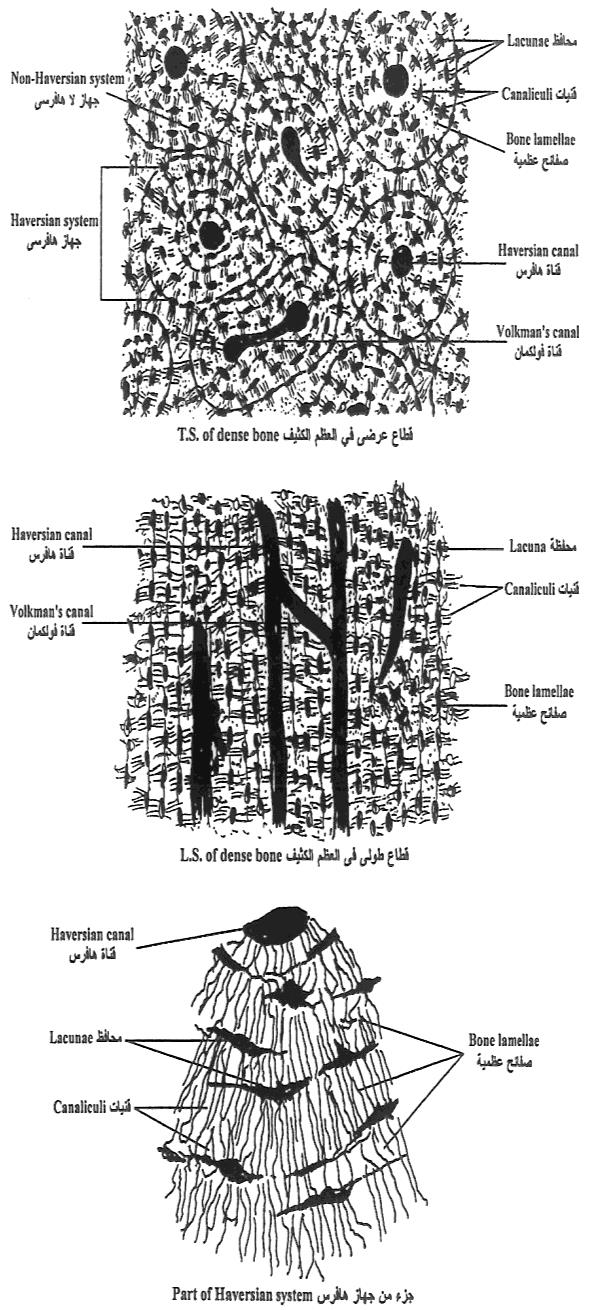 Lacunae محافظ
Non-Haversian system
جهاز لا هافرسى
Canaliculi قنيات
Bone lamellae
صفائح عظمية
Haversian system
جهاز هافرسى
Haversian canal
قناة هافرس
Volkman's canal
قناة فولكمان
T.S. of dense bone قطاع عرضى في العظم الكثيف
Haversian canal
قناة هافرس
Lacuna محفظة
Canaliculi قنيات
Volkman's canal
قناة فولكمان
Bone lamellae
صفائح عظمية
L.S. of dense bone قطاع طولى فى العظم الكثيف
Haversian canal
قناة هافرس
Lacunae محافظ
Bone lamellae
صفائح عظمية
Canaliculi قنيات
Part of Haversian system جزء من جهاز هافرس